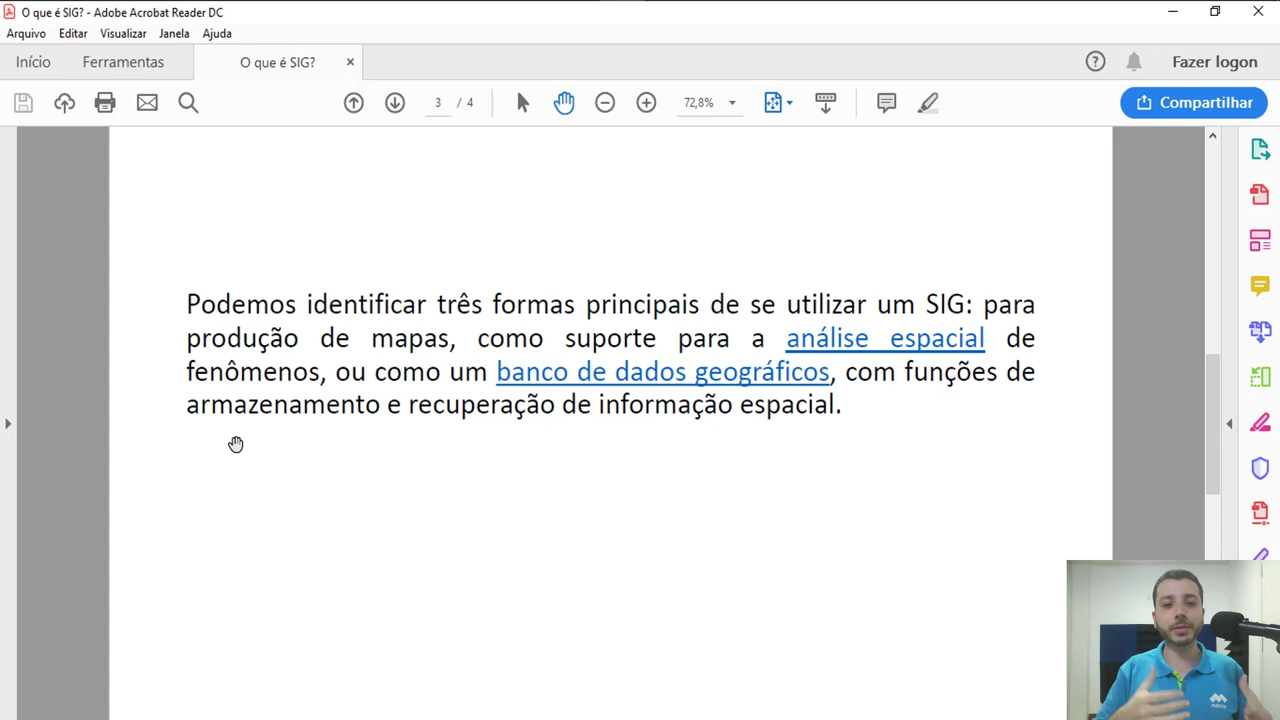 O que é SIG? - Adobe Acrobat Reader DC
Arquivo Editar Visualizar Janela Ajuda
Início Ferramentas O que é SIG? × Fazer logon
3 / 4 72,8% Compartilhar
Podemos identificar três formas principais de se utilizar um SIG: para
produção de mapas, como suporte para a análise espacial de
fenômenos, ou como um banco de dados geográficos, com funções de
armazenamento e recuperação de informação espacial.